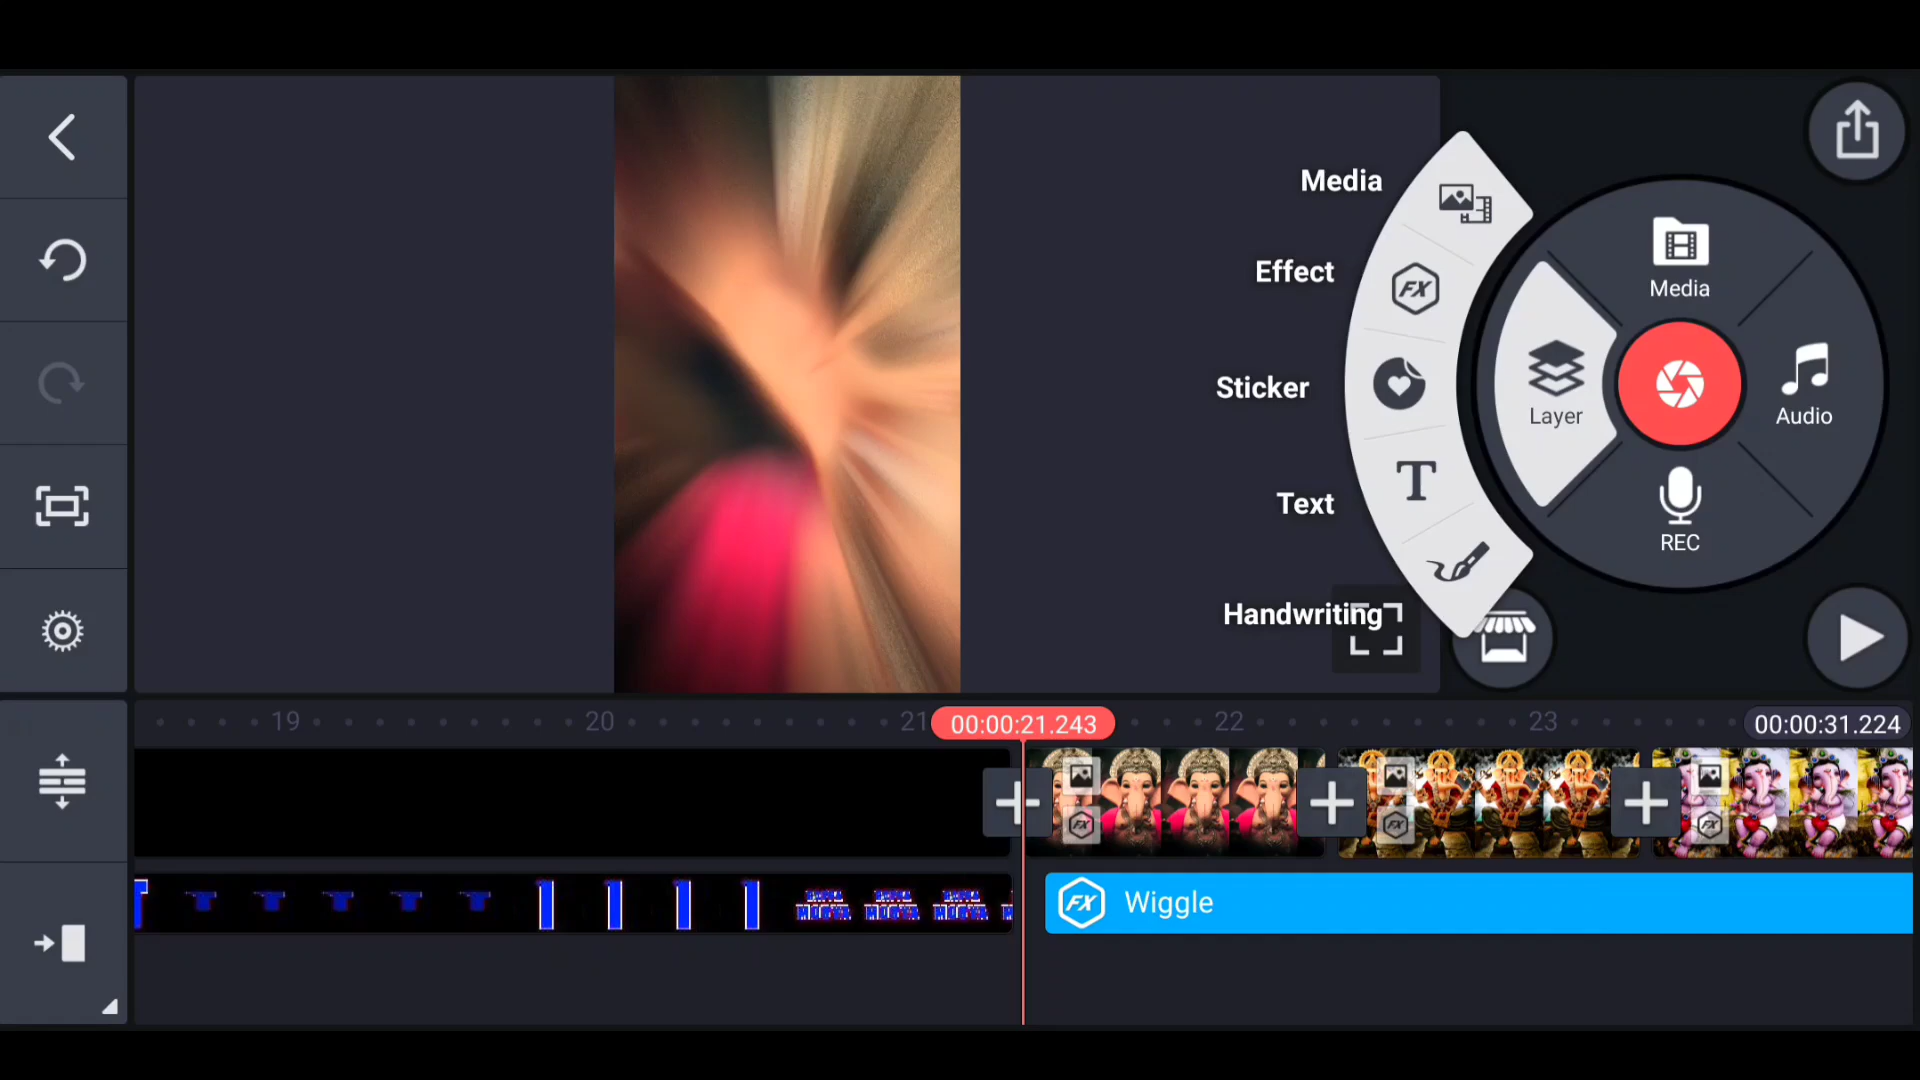 Media
Effect
Sticker
Text
Handwriting
Media
Layer
Audio
REC
19
20
21
00:00:21.243
22
23
00:00:31.224
FX
Wiggle